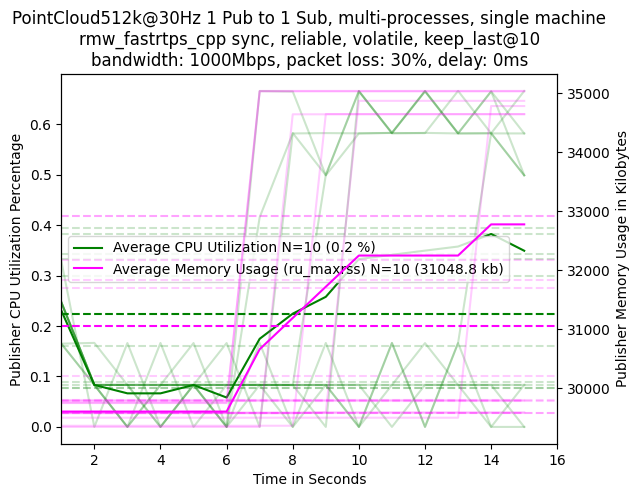 PointCloud512k@30Hz 1 Pub to 1 Sub, multi-processes, single machine
rmw_fastrtps_cpp sync, reliable, volatile, keep_last@10
bandwidth: 1000Mbps, packet loss: 30%, delay: 0ms
Publisher CPU Utilization Percentage
0.6
0.5
0.4
0.3
0.2
0.1
0.0
Average CPU Utilization N=10 (0.2 %)
Average Memory Usage (ru_maxrss) N=10 (31048.8 kb)
35000
34000
33000
32000
31000
30000
Publisher Memory Usage in Kilobytes
2 4 6 8 10 12 14 16
Time in Seconds